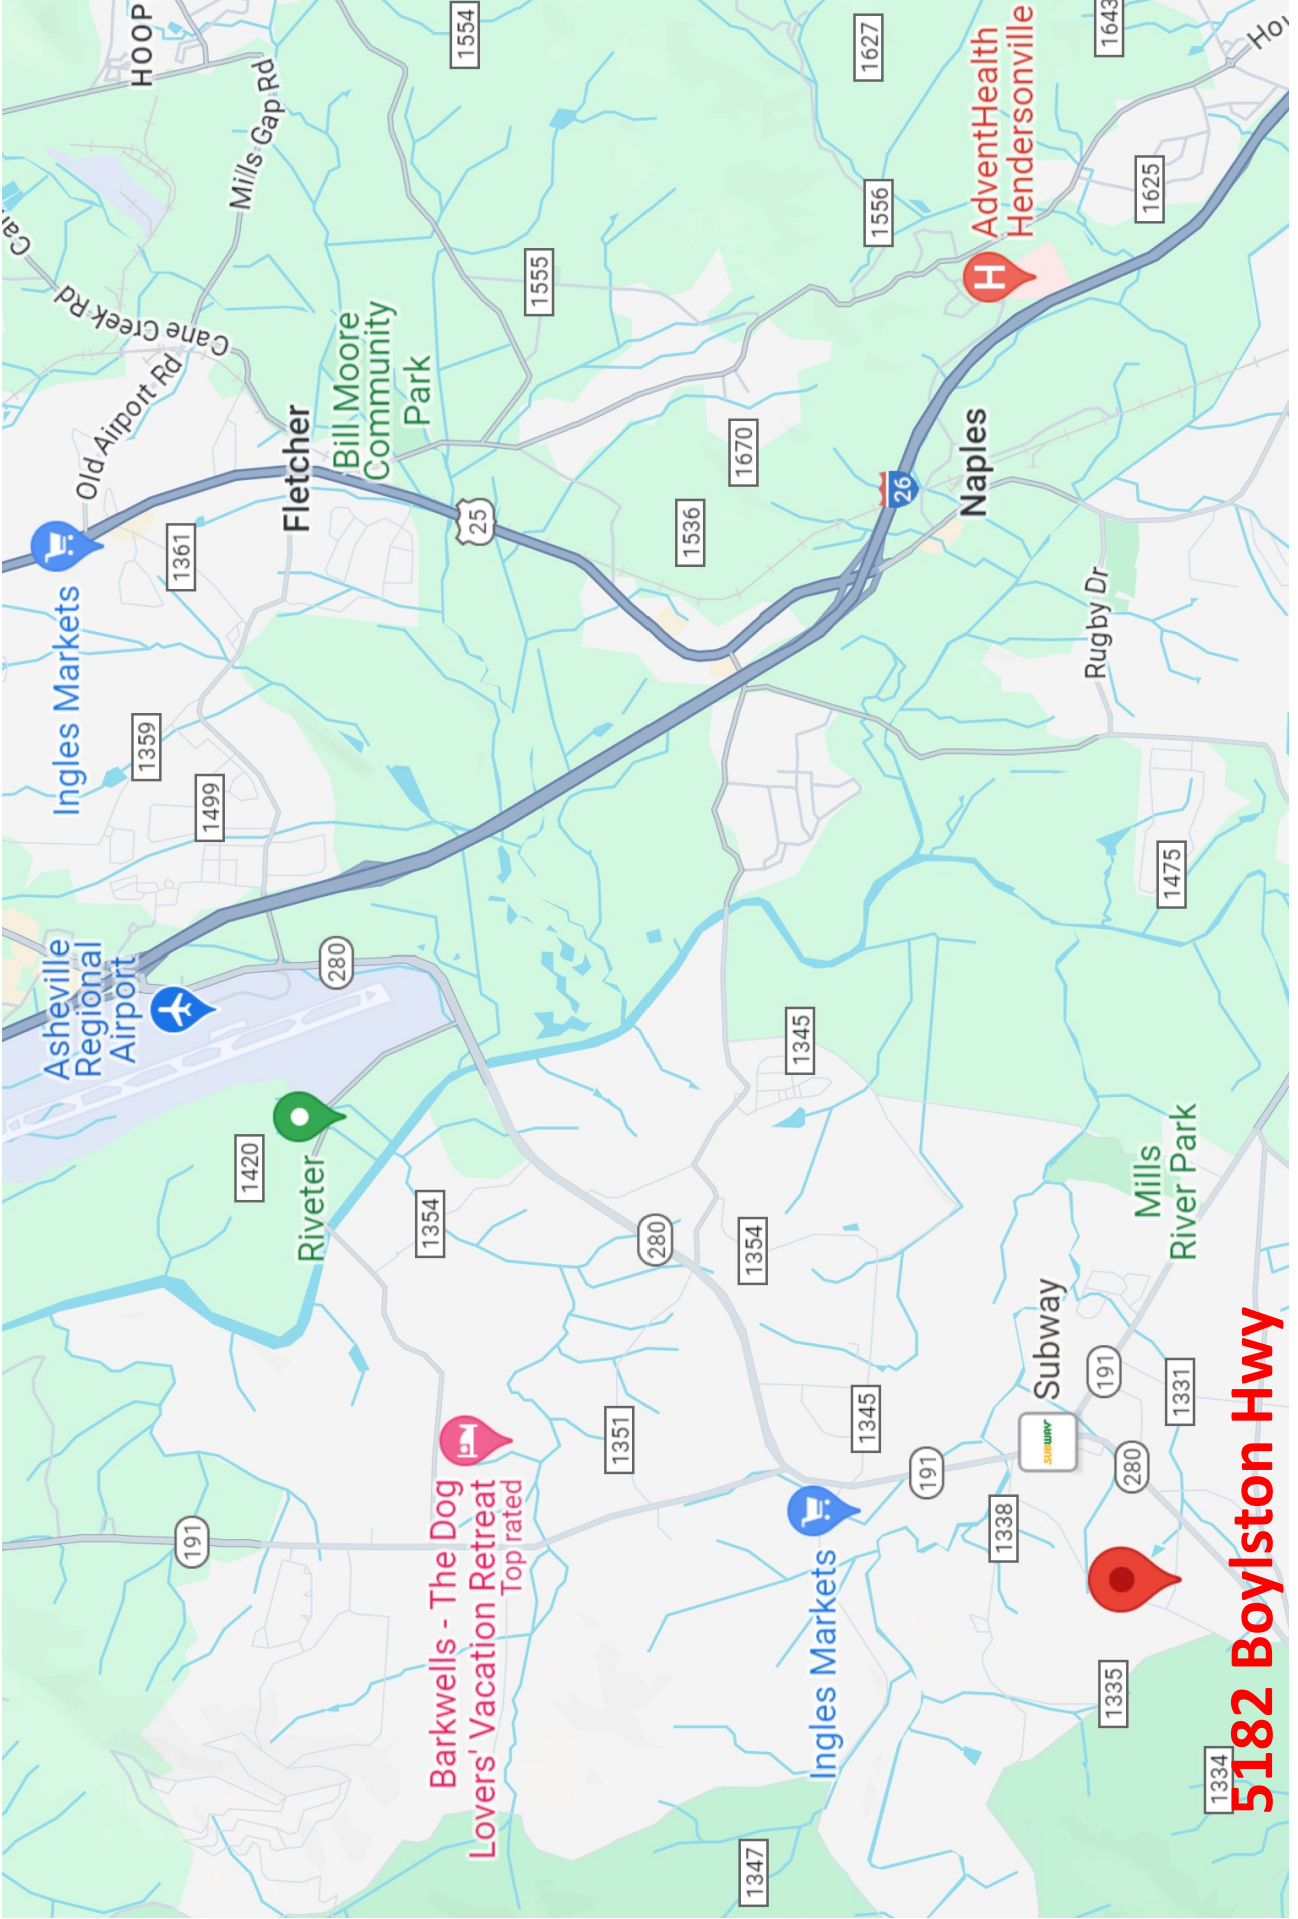 Asheville
Regional
Airport
Ingles Markets
Old Airport Rd
HOOP
Cane Creek Rd
1359
1361
191
1499
1420
Mills Gap Rd
Fletcher
Riveter
280
Bill Moore
Community
Park
1354
Barkwells - The Dog
Lovers' Vacation Retreat
Top rated
25
1554
1555
1351
280
1536
1670
1347
1354
1345
Ingles Markets
1345
1627
1556
26
191
Naples
AdventHealth
Hendersonville
1338
Subway
SUBWAY
Rugby Dr
1335
191
1643
280
Mills
River Park
1475
1625
1331
1334
5182 Boylston Hwy